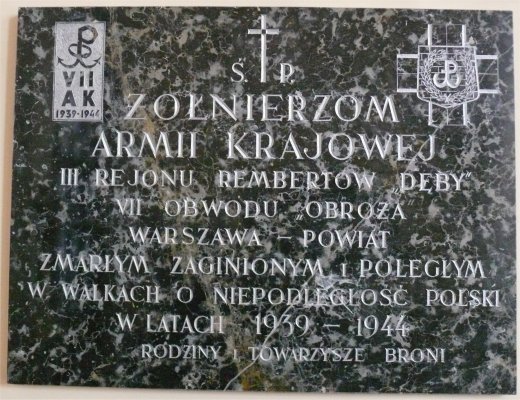 VII
AK
1939-1944
Ś. P.
ŻOŁNIERZOM
ARMII KRAJOWEJ
III REJONU REMBERTÓW „DĘBY”
VII OBWODU „OBROŻA”
WARSZAWA – POWIAT
ZMARŁYM ZAGINIONYM I POLEGŁYM
W WALKACH O NIEPODLEGŁOŚĆ POLSKI
W LATACH 1939 – 1944
RODZINY I TOWARZYSZE BRONI